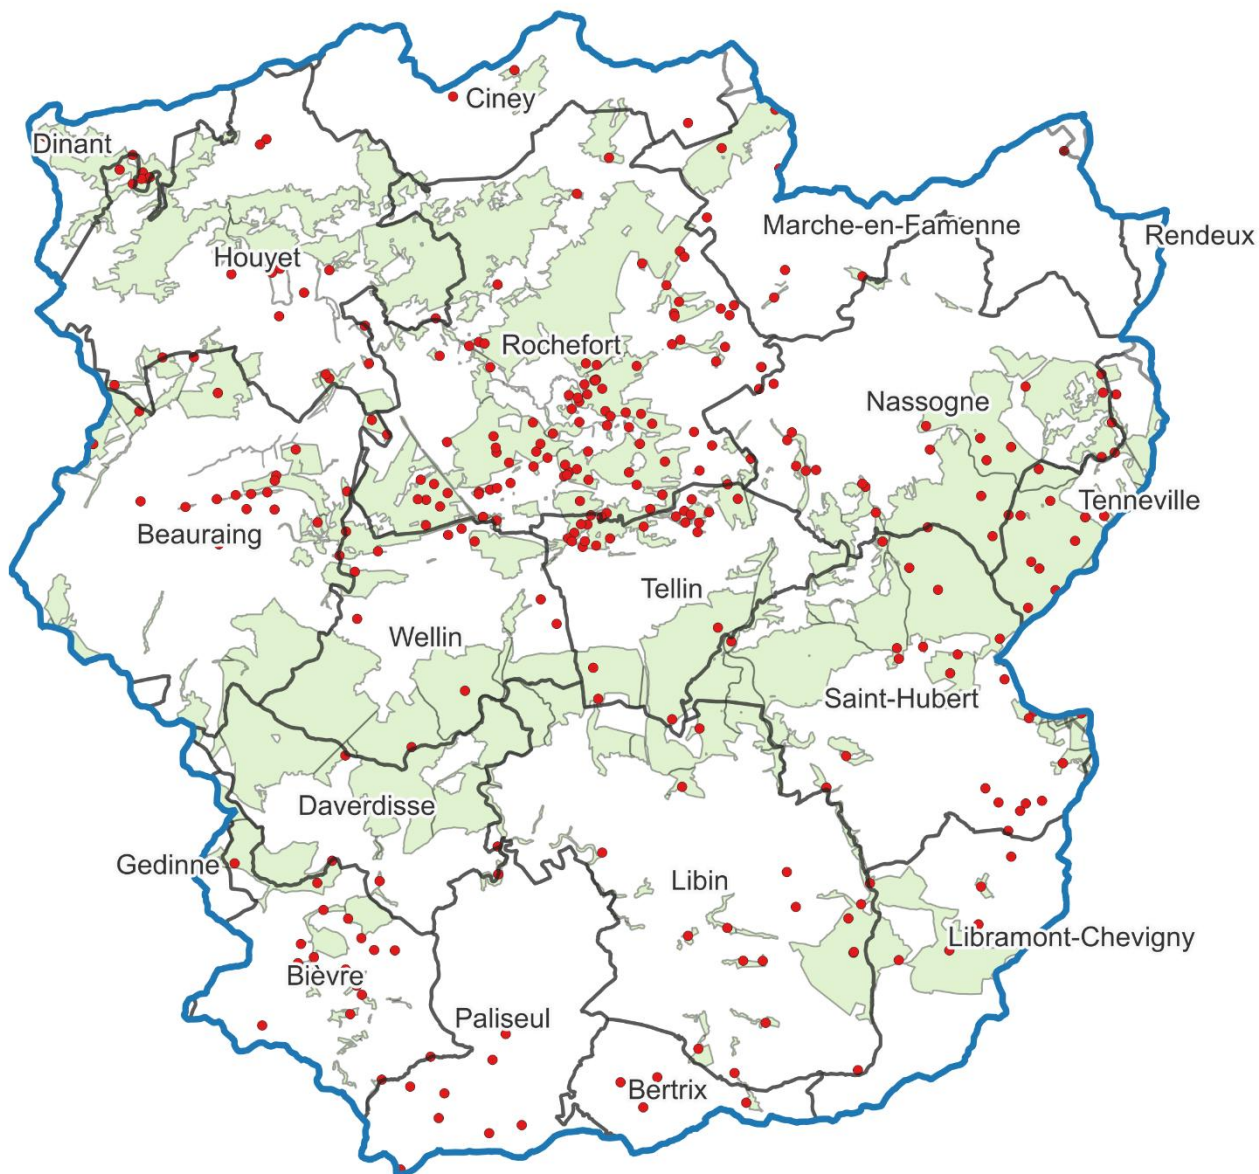 Ciney
Dinant
Marche-en-Famenne
Rendeux
Houyet
Rochefort
Nassogne
Tenneville
Beauraing
Tellin
Wellin
Saint-Hubert
Daverdisse
Gedinne
Libin
Libramont-Chevigny
Bièvre
Paliseul
Bertrix